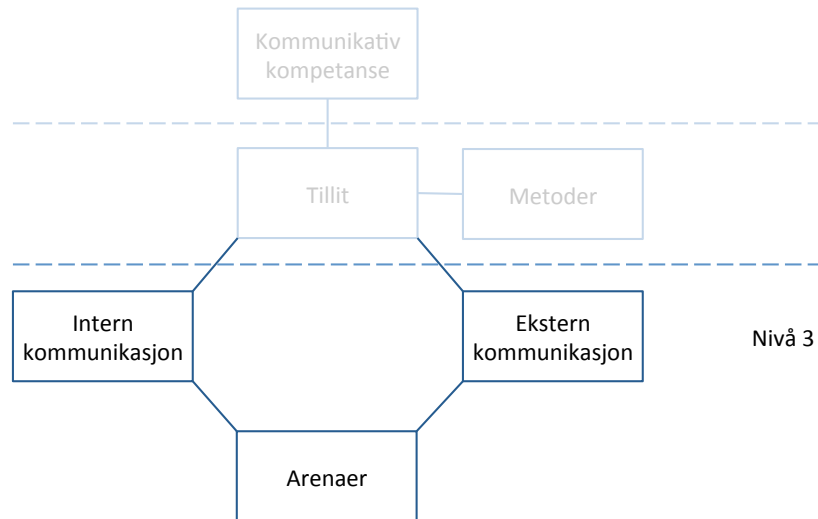 Kommunikativ
kompetanse
Tillit
Metoder
Intern
kommunikasjon
Ekstern
kommunikasjon
Nivå 3
Arenaer